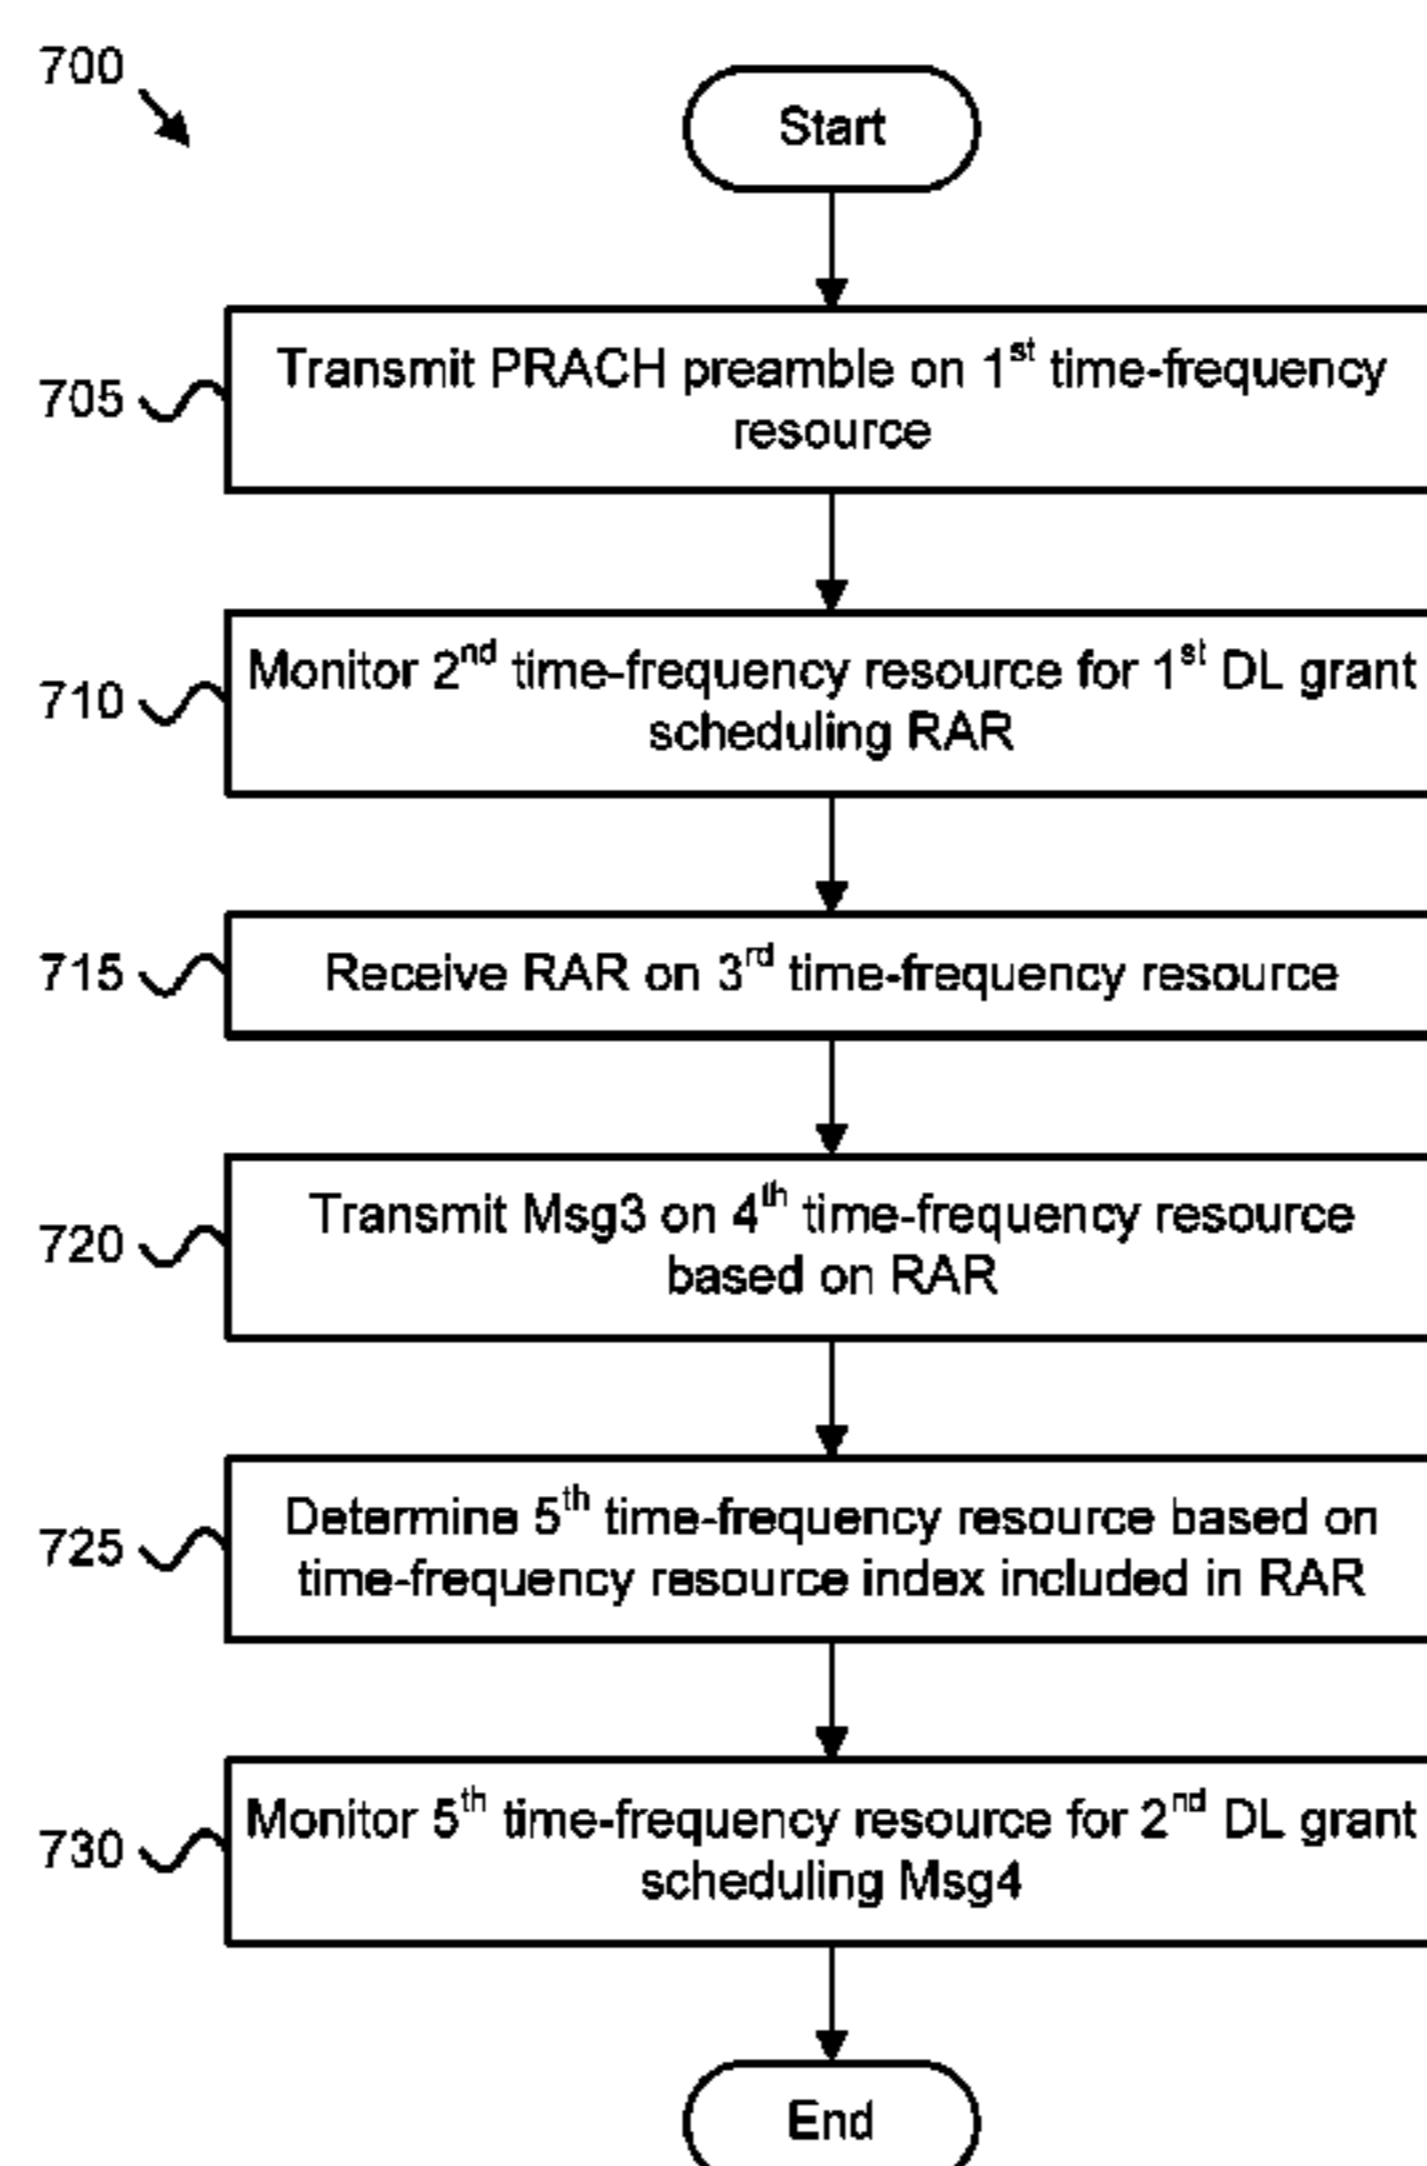 700
Start
705
Transmit PRACH preamble on 1st time-frequency
resource
710
Monitor 2nd time-frequency resource for 1st DL grant
scheduling RAR
715
Receive RAR on 3rd time-frequency resource
720
Transmit Msg3 on 4th time-frequency resource
based on RAR
725
Determine 5th time-frequency resource based on
time-frequency resource index included in RAR
730
Monitor 5th time-frequency resource for 2nd DL grant
scheduling Msg4
End